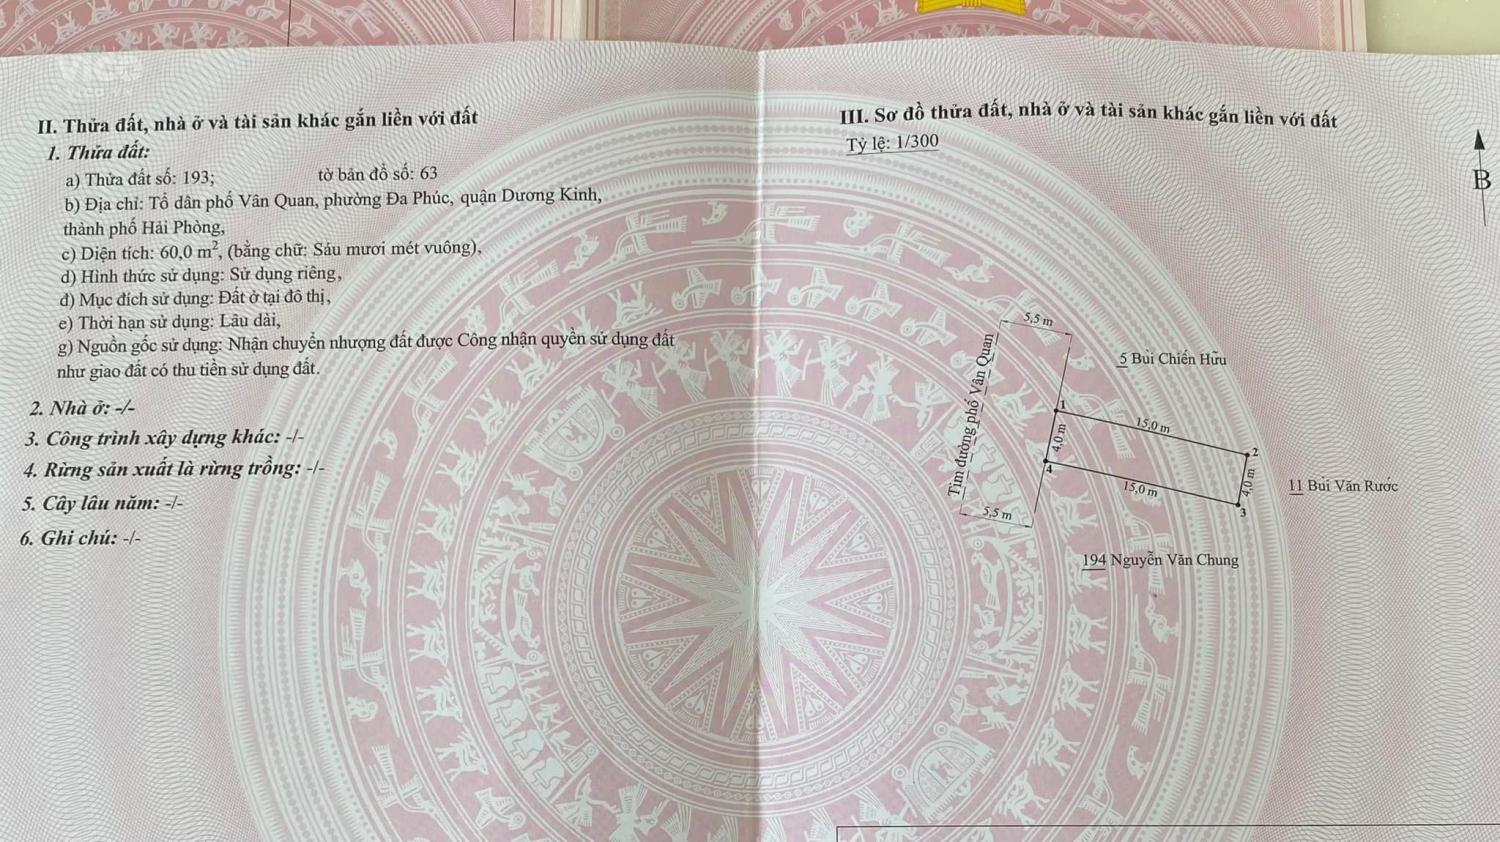 II. Thửa đất, nhà ở và tài sản khác gắn liền với đất
1. Thửa đất:
a) Thửa đất số: 193; tờ bản đồ số: 63
b) Địa chỉ: Tổ dân phố Vân Quan, phường Đa Phúc, quận Dương Kinh,
thành phố Hải Phòng,
c) Diện tích: 60,0 m², (bằng chữ: Sáu mươi mét vuông),
d) Hình thức sử dụng: Sử dụng riêng,
đ) Mục đích sử dụng: Đất ở tại đô thị,
e) Thời hạn sử dụng: Lâu dài,
g) Nguồn gốc sử dụng: Nhận chuyển nhượng đất được Công nhận quyền sử dụng đất
như giao đất có thu tiền sử dụng đất.
2. Nhà ở: -/-
3. Công trình xây dựng khác: -/-
4. Rừng sản xuất là rừng trồng: -/-
5. Cây lâu năm: -/-
6. Ghi chú: -/-
III. Sơ đồ thửa đất, nhà ở và tài sản khác gắn liền với đất
Tỷ lệ: 1/300
B
5,5 m
Tim đường phố Vân Quan
5 Bùi Chiến Hữu
1
15,0 m
2
4,0 m
4
15,0 m
4,0 m
3
11 Bùi Văn Rước
5,5 m
194 Nguyễn Văn Chung